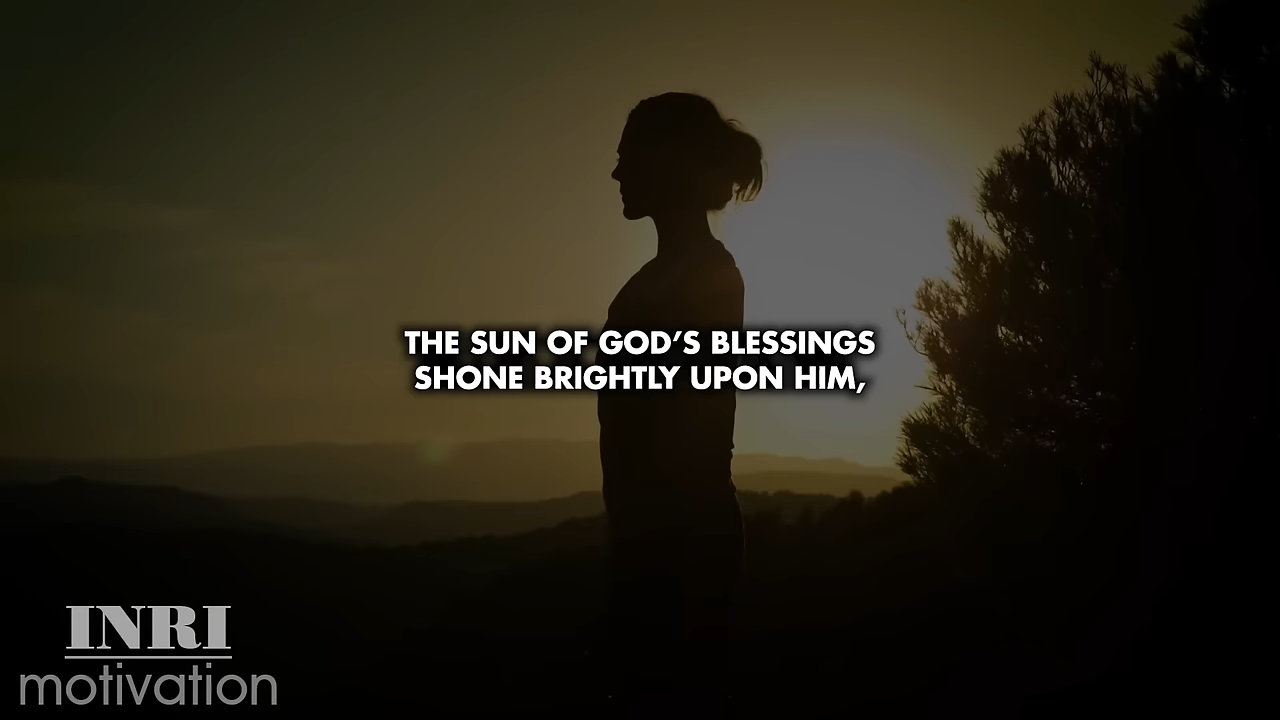 THE SUN OF GOD’S BLESSINGS
SHONE BRIGHTLY UPON HIM,
INRI
motivation